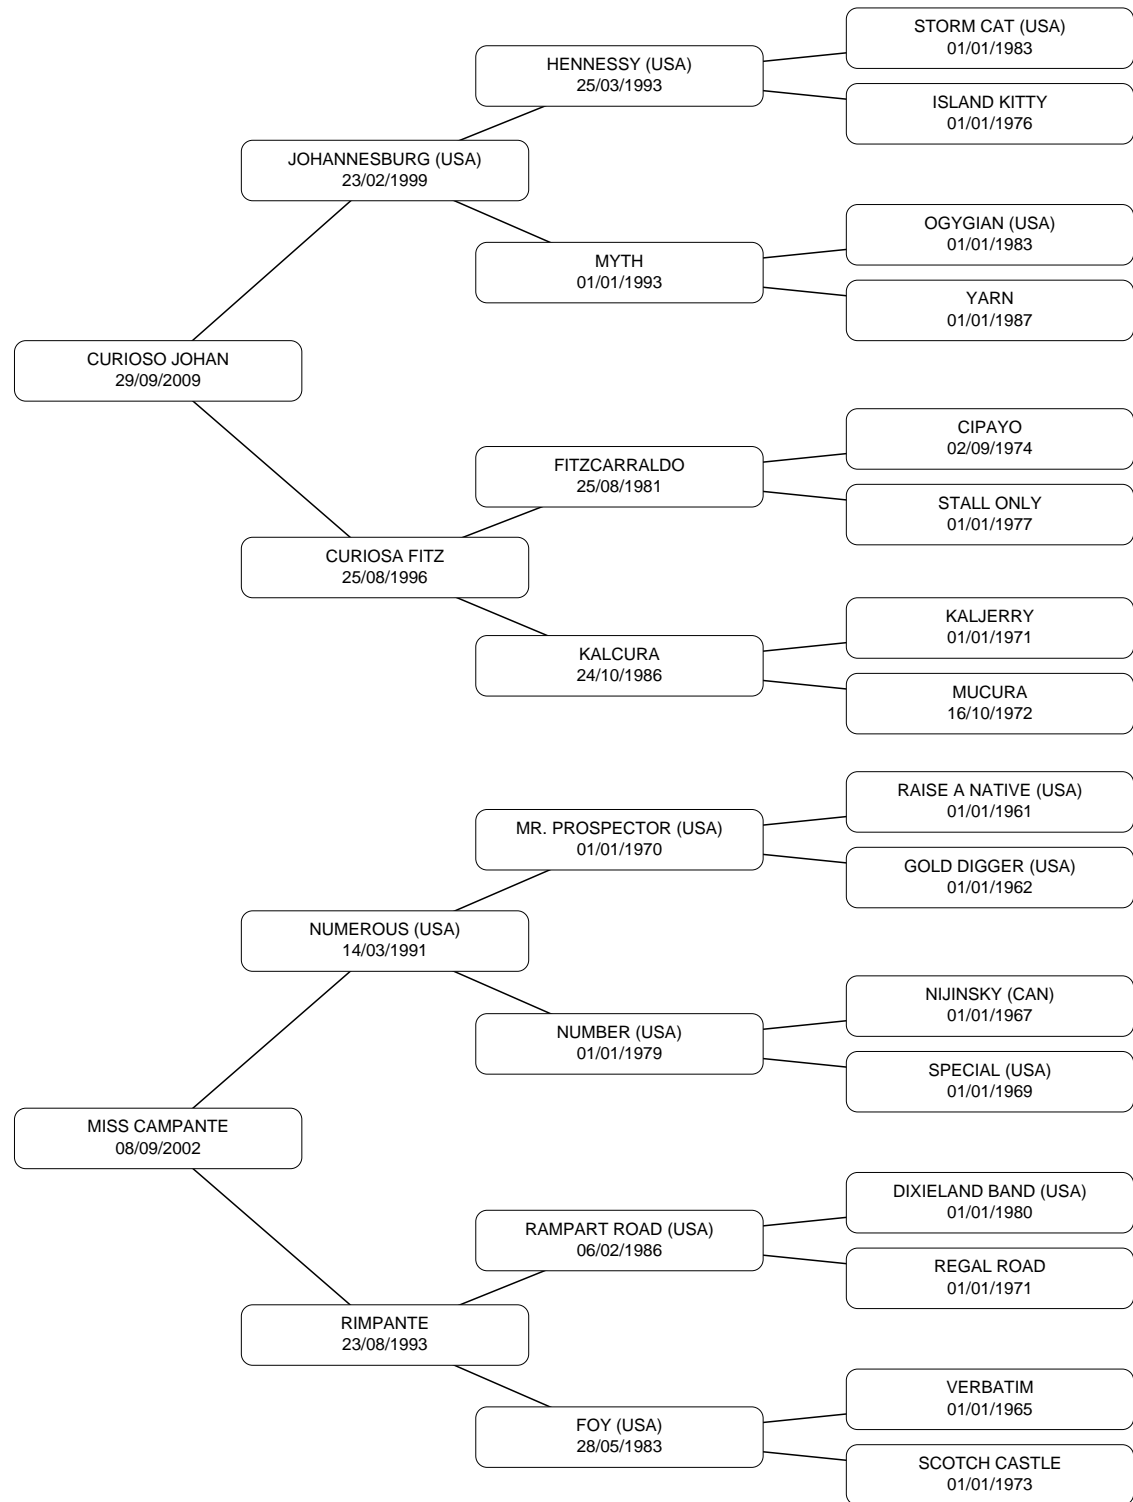 STORM CAT (USA)
01/01/1983
HENNESSY (USA)
25/03/1993
ISLAND KITTY
01/01/1976
JOHANNESBURG (USA)
23/02/1999
OGYGIAN (USA)
01/01/1983
MYTH
01/01/1993
YARN
01/01/1987
CURIOSO JOHAN
29/09/2009
CIPAYO
02/09/1974
FITZCARRALDO
25/08/1981
STALL ONLY
01/01/1977
CURIOSA FITZ
25/08/1996
KALJERRY
01/01/1971
KALCURA
24/10/1986
MUCURA
16/10/1972
RAISE A NATIVE (USA)
01/01/1961
MR. PROSPECTOR (USA)
01/01/1970
GOLD DIGGER (USA)
01/01/1962
NUMEROUS (USA)
14/03/1991
NIJINSKY (CAN)
01/01/1967
NUMBER (USA)
01/01/1979
SPECIAL (USA)
01/01/1969
MISS CAMPANTE
08/09/2002
DIXIELAND BAND (USA)
01/01/1980
RAMPART ROAD (USA)
06/02/1986
REGAL ROAD
01/01/1971
RIMPANTE
23/08/1993
VERBATIM
01/01/1965
FOY (USA)
28/05/1983
SCOTCH CASTLE
01/01/1973